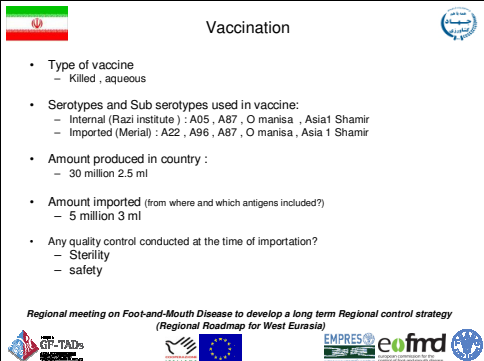 Vaccination
• Type of vaccine
– Killed , aqueous
• Serotypes and Sub serotypes used in vaccine:
– Internal (Razi institute ) : A05 , A87 , O manisa , Asia1 Shamir
– Imported (Merial) : A22 , A96 , A87 , O manisa , Asia 1 Shamir
• Amount produced in country :
– 30 million 2.5 ml
• Amount imported (from where and which antigens included?)
– 5 million 3 ml
• Any quality control conducted at the time of importation?
– Sterility
– safety
Regional meeting on Foot-and-Mouth Disease to develop a long term Regional control strategy
(Regional Roadmap for West Eurasia)
GF-TADs
EMPRES
eofmd
european commission for the